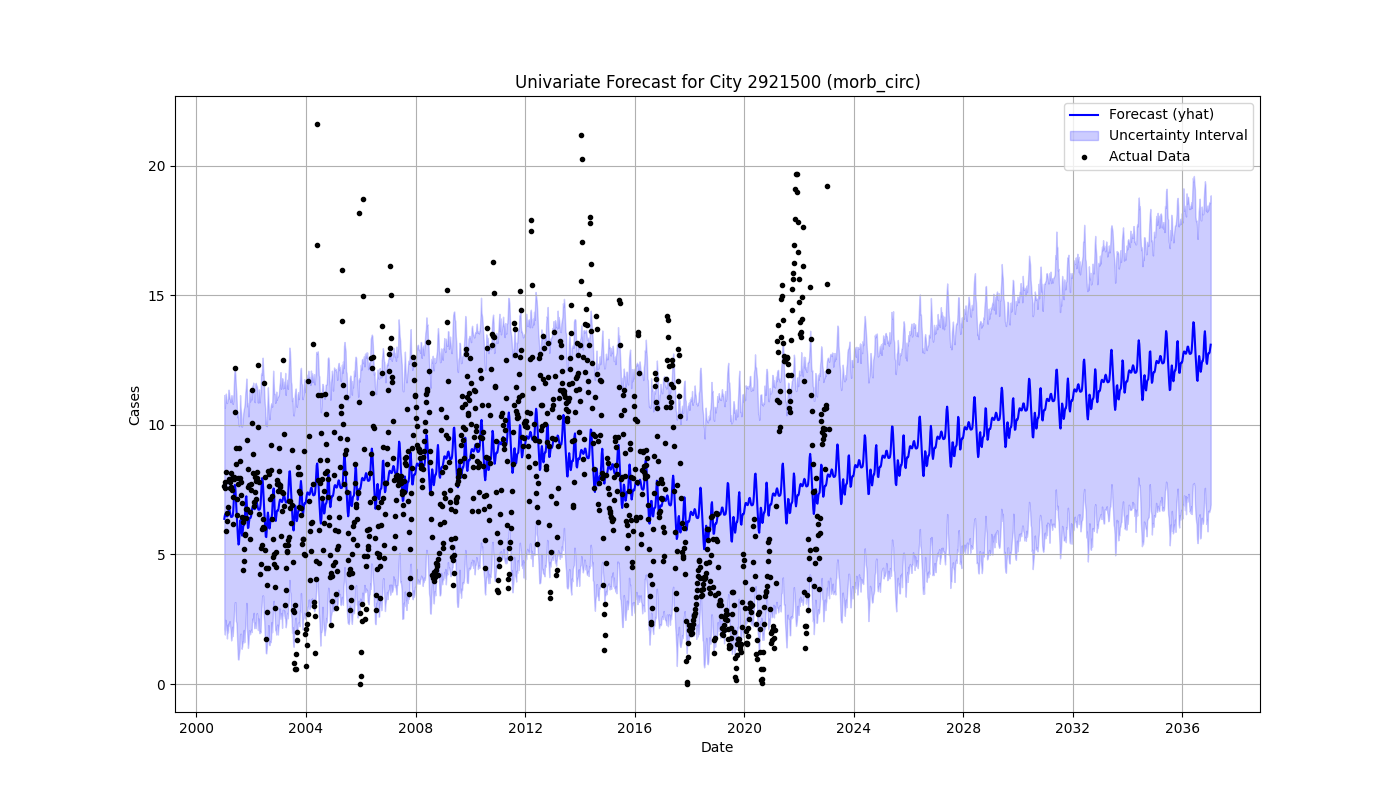 Univariate Forecast for City 2921500 (morb_circ)
Forecast (yhat)
Uncertainty Interval
Actual Data
Cases
20
15
10
5
0
2000 2004 2008 2012 2016 2020 2024 2028 2032 2036
Date